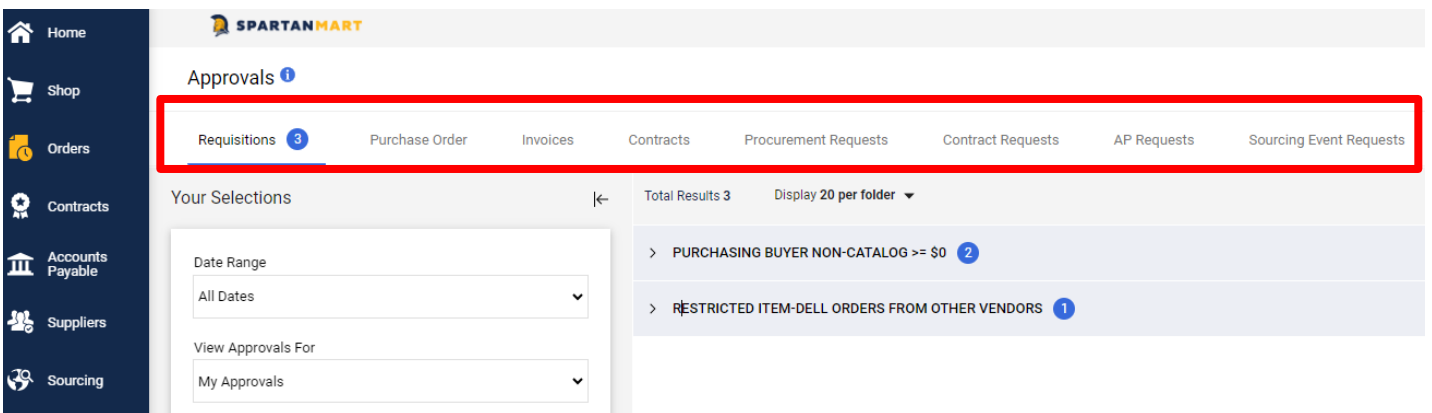 Home
Shop
Orders
Contracts
Accounts
Payable
Suppliers
Sourcing
SPARTANMART
Approvals i
Requisitions 3 Purchase Order Invoices Contracts Procurement Requests Contract Requests AP Requests Sourcing Event Requests
Your Selections
Date Range
All Dates
View Approvals For
My Approvals
Total Results 3 Display 20 per folder
PURCHASING BUYER NON-CATALOG >= $0 2
RESTRICTED ITEM-DELL ORDERS FROM OTHER VENDORS 1